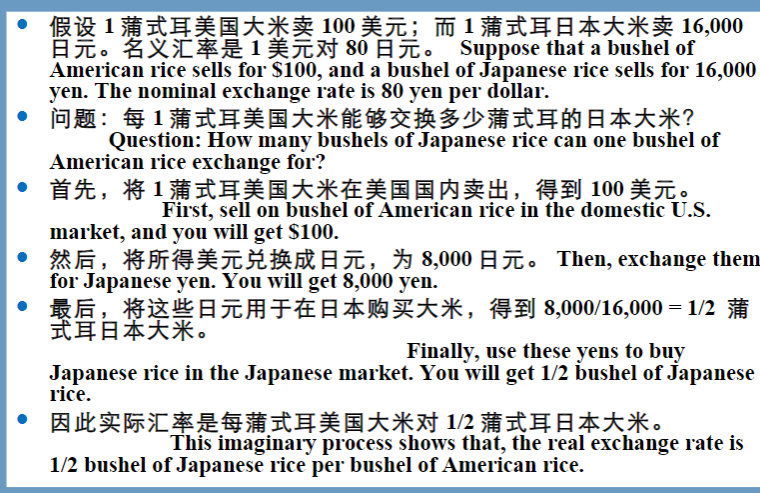 • 假设 1 蒲式耳美国大米卖 100 美元；而 1 蒲式耳日本大米卖 16,000
日元。名义汇率是 1 美元对 80 日元。 Suppose that a bushel of
American rice sells for $100, and a bushel of Japanese rice sells for 16,000
yen. The nominal exchange rate is 80 yen per dollar.
• 问题：每 1 蒲式耳美国大米能够交换多少蒲式耳的日本大米？
Question: How many bushels of Japanese rice can one bushel of
American rice exchange for?
• 首先，将 1 蒲式耳美国大米在美国国内卖出，得到 100 美元。
First, sell on bushel of American rice in the domestic U.S.
market, and you will get $100.
• 然后，将所得美元兑换成日元，为 8,000 日元。 Then, exchange them
for Japanese yen. You will get 8,000 yen.
• 最后，将这些日元用于在日本购买大米，得到 8,000/16,000 = 1/2 蒲
式耳日本大米。
Finally, use these yens to buy
Japanese rice in the Japanese market. You will get 1/2 bushel of Japanese
rice.
• 因此实际汇率是每蒲式耳美国大米对 1/2 蒲式耳日本大米。
This imaginary process shows that, the real exchange rate is
1/2 bushel of Japanese rice per bushel of American rice.